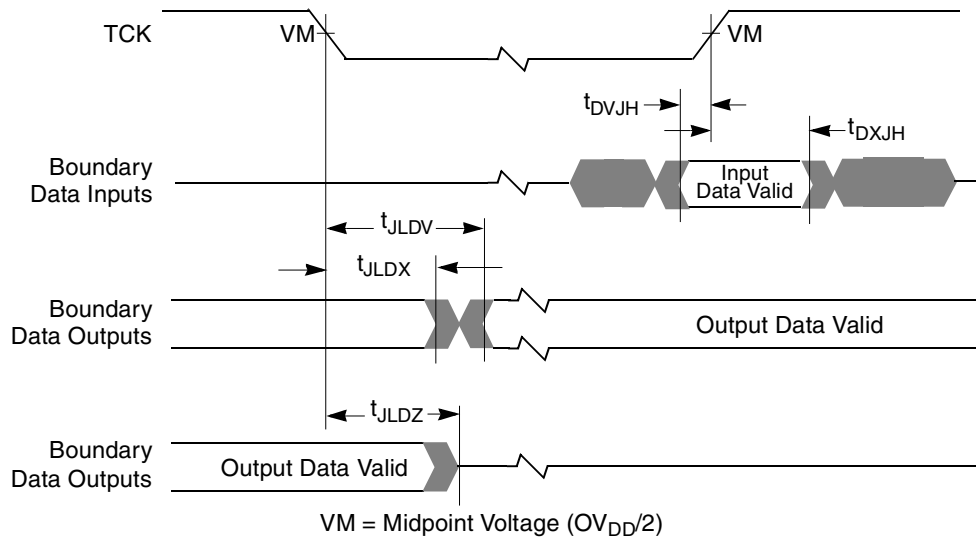 TCK
VM
VM
tDVJH
tDXJH
Boundary
Data Inputs
Input
Data Valid
tJLDV
tJLDX
Boundary
Data Outputs
Output Data Valid
tJLDZ
Boundary
Data Outputs
Output Data Valid
VM = Midpoint Voltage (OVDD/2)